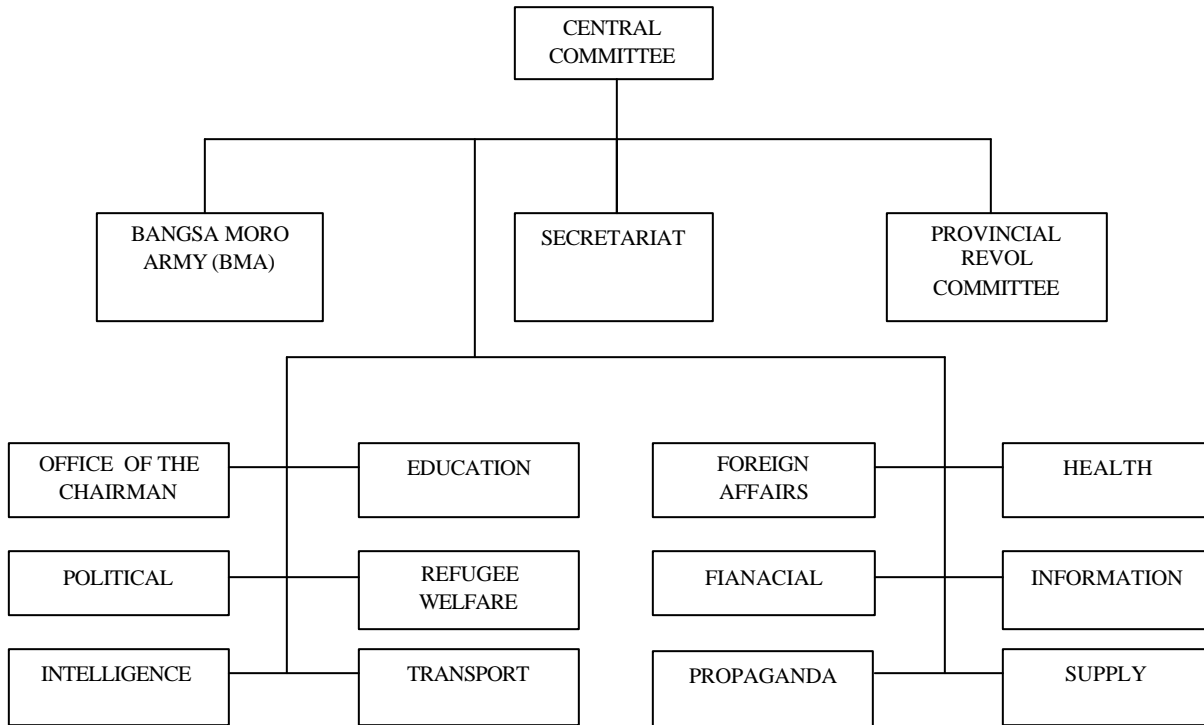 CENTRAL
COMMITTEE
BANGSA MORO
ARMY (BMA)
SECRETARIAT
PROVINCIAL
REVOL
COMMITTEE
OFFICE OF THE
CHAIRMAN
EDUCATION
FOREIGN
AFFAIRS
HEALTH
POLITICAL
REFUGEE
WELFARE
FIANACIAL
INFORMATION
INTELLIGENCE
TRANSPORT
PROPAGANDA
SUPPLY